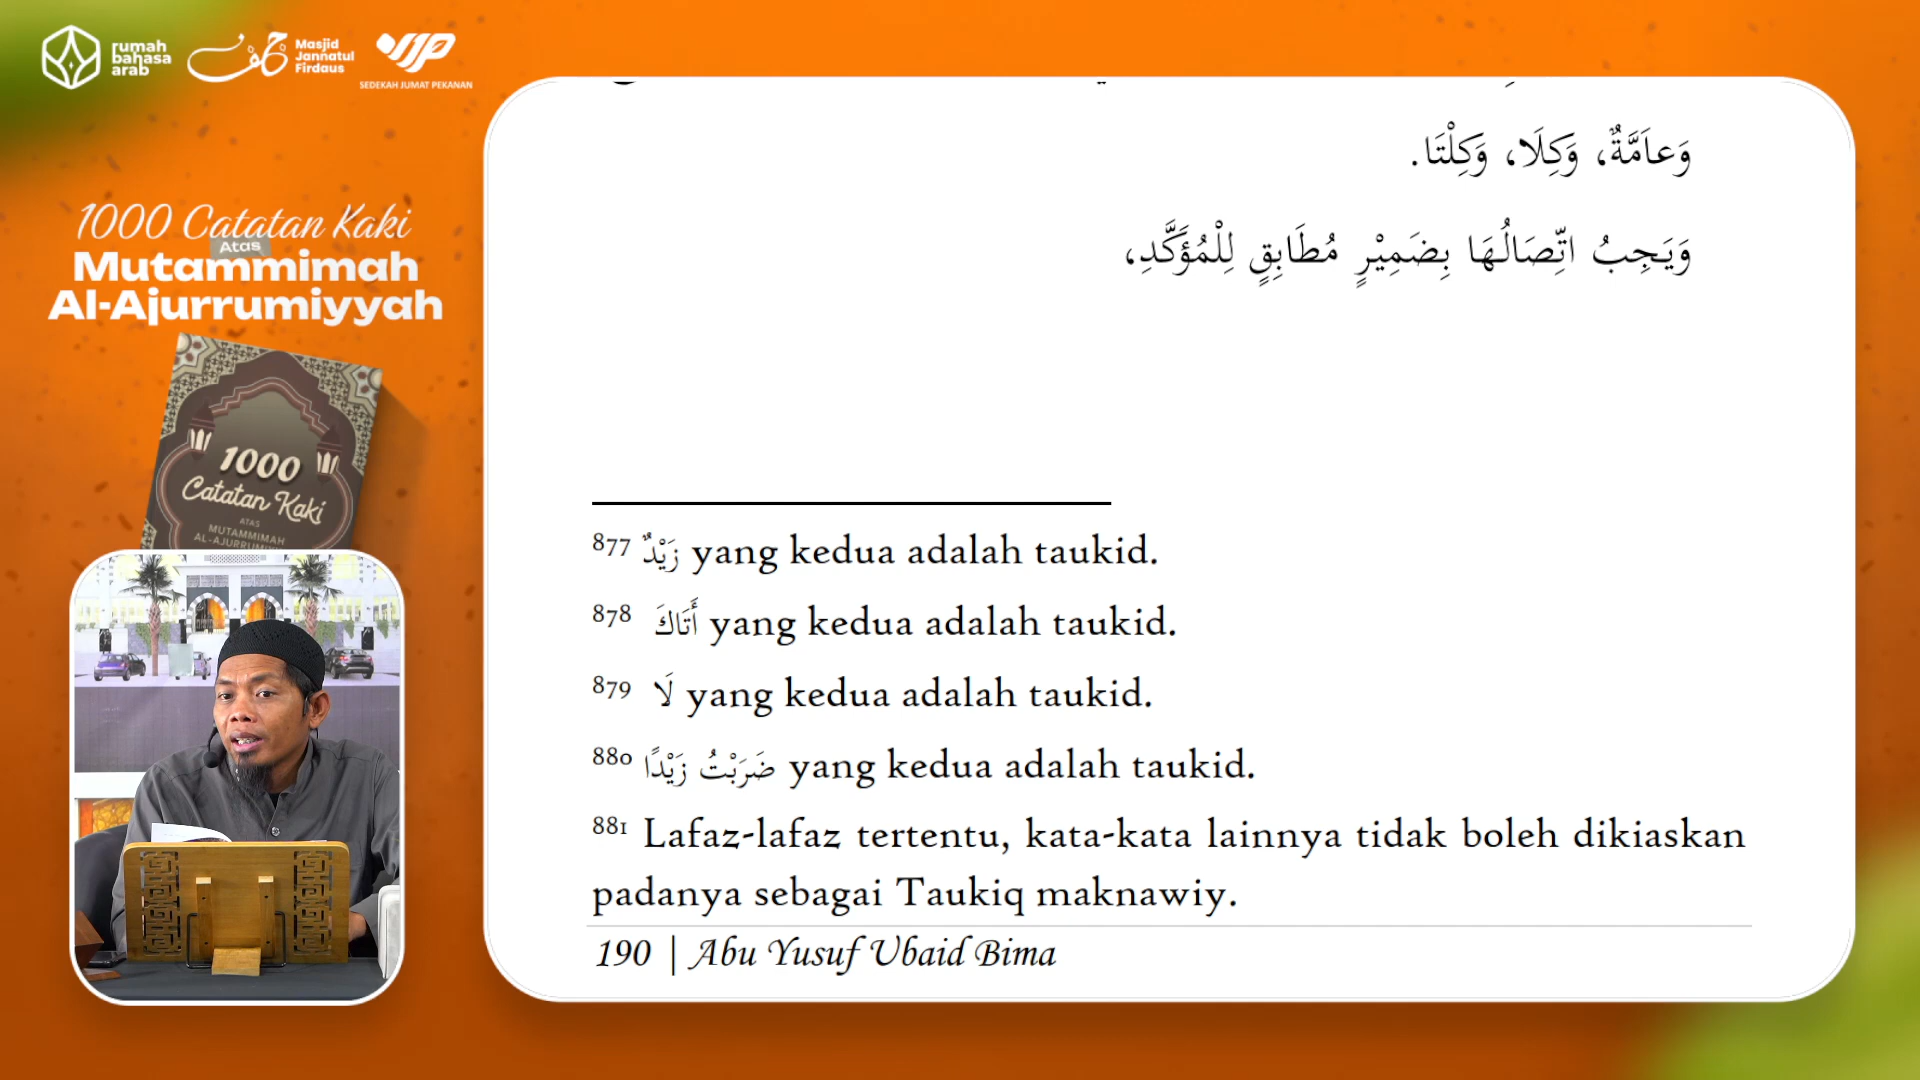 rumah
bahasa
arab
Masjid
Jannatul
Firdaus
SEDEKAH JUMAT PEKANAN
1000 Catatan Kaki
Atas
Mutammimah
Al-Ajurrumiyyah
1000
Catatan Kaki
ATAS
MUTAMMIMAH
وَعاَمَّةٌ، وَكِلَا، وَكِلْتَا.
وَيَجِبُ اتِّصَالُهَا بِضَمِيْرٍ مُطَابِقٍ لِلْمُؤَكَّدِ،
877 زَيْدٌ yang kedua adalah taukid.
878 أَتَاكَ yang kedua adalah taukid.
879 لَا yang kedua adalah taukid.
880 ضَرَبْتُ زَيْدًا yang kedua adalah taukid.
881 Lafaz-lafaz tertentu, kata-kata lainnya tidak boleh dikiaskan
padanya sebagai Taukiq maknawiy.
190 | Abu Yusuf Ubaid Bima